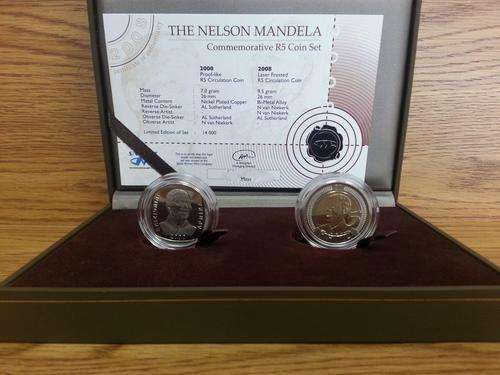 THE NELSON MANDELA
Commemorative R5 Coin Set
2000 2008
Proof-like Laser Frosted
R5 Circulation Coin R5 Circulation Coin
Mass 7.0 gram 9.5 gram
Diameter 26 mm 26 mm
Metal Content Nickel Plated Copper Bi-Metal Alloy
Reverse Die-Sinker AL Sutherland N van Niekerk
Reverse Artist N van Niekerk
Obverse Die-Sinker AL Sutherland AL Sutherland
Obverse Artist N van Niekerk N van Niekerk
Limited Edition of Set 14 000
2008
Mass